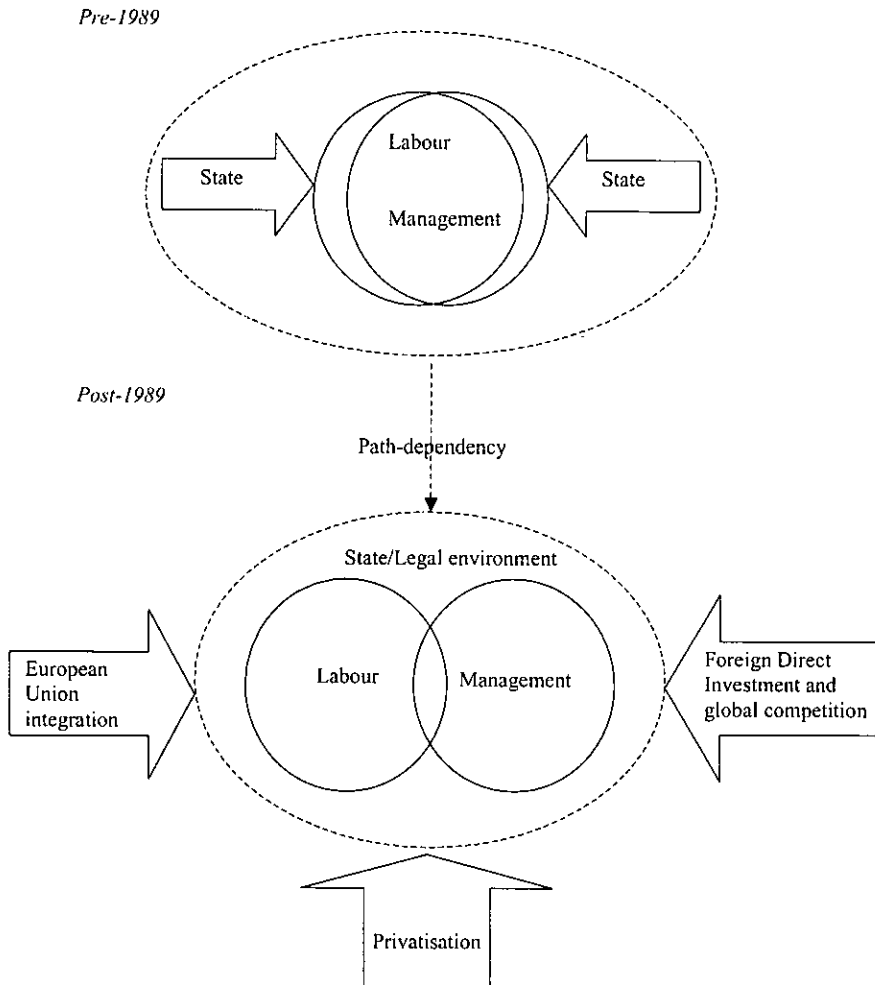 Pre-1989
Labour
State
State
Management
Post-1989
Path-dependency
State/Legal environment
European
Union
integration
Labour
Management
Foreign Direct
Investment and
global competition
Privatisation